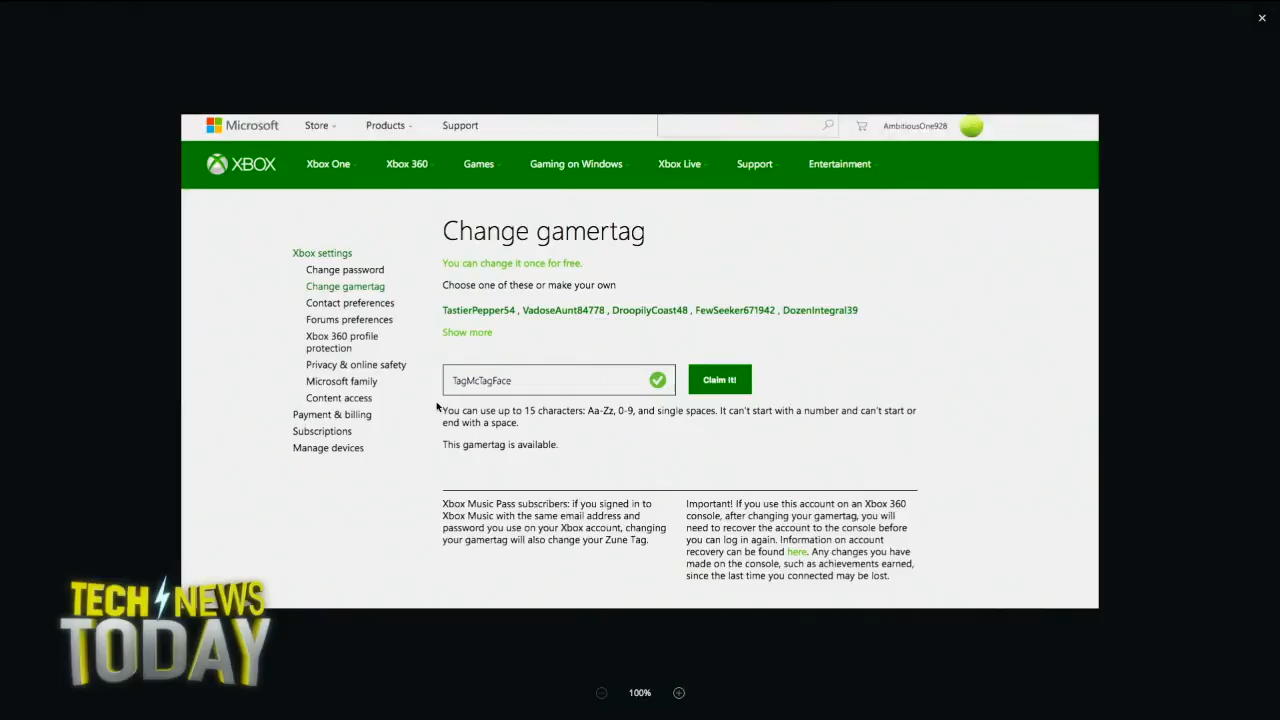 Microsoft Store Products Support AmbitiousOne928
XBOX Xbox One Xbox 360 Games Gaming on Windows Xbox Live Support Entertainment
Change gamertag
Xbox settings
Change password
Change gamertag
Contact preferences
Forums preferences
Xbox 360 profile
protection
Privacy & online safety
Microsoft family
Content access
Payment & billing
Subscriptions
Manage devices
You can change it once for free.
Choose one of these or make your own
TastierPepper54 , VadoseAunt84778 , DroopilyCoast48 , FewSeeker671942 , DozenIntegral39
Show more
TagMcTagFace Claim it!
You can use up to 15 characters: Aa-Zz, 0-9, and single spaces. It can't start with a number and can't start or
end with a space.
This gamertag is available.
Xbox Music Pass subscribers: if you signed in to
Xbox Music with the same email address and
password you use on your Xbox account, changing
your gamertag will also change your Zune Tag.
Important! If you use this account on an Xbox 360
console, after changing your gamertag, you will
need to recover the account to the console before
you can log in again. Information on account
recovery can be found here. Any changes you have
made on the console, such as achievements earned,
since the last time you connected may be lost.
TECH NEWS
TODAY
100%